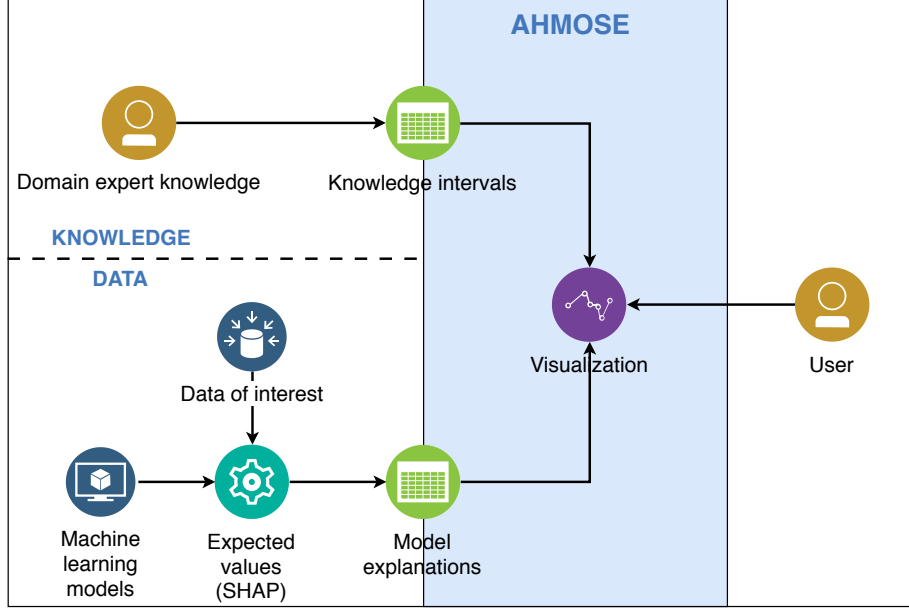 AHMOSE
Domain expert knowledge
Knowledge intervals
KNOWLEDGE
DATA
Visualization
User
Data of interest
Machine
learning
models
Expected
values
(SHAP)
Model
explanations